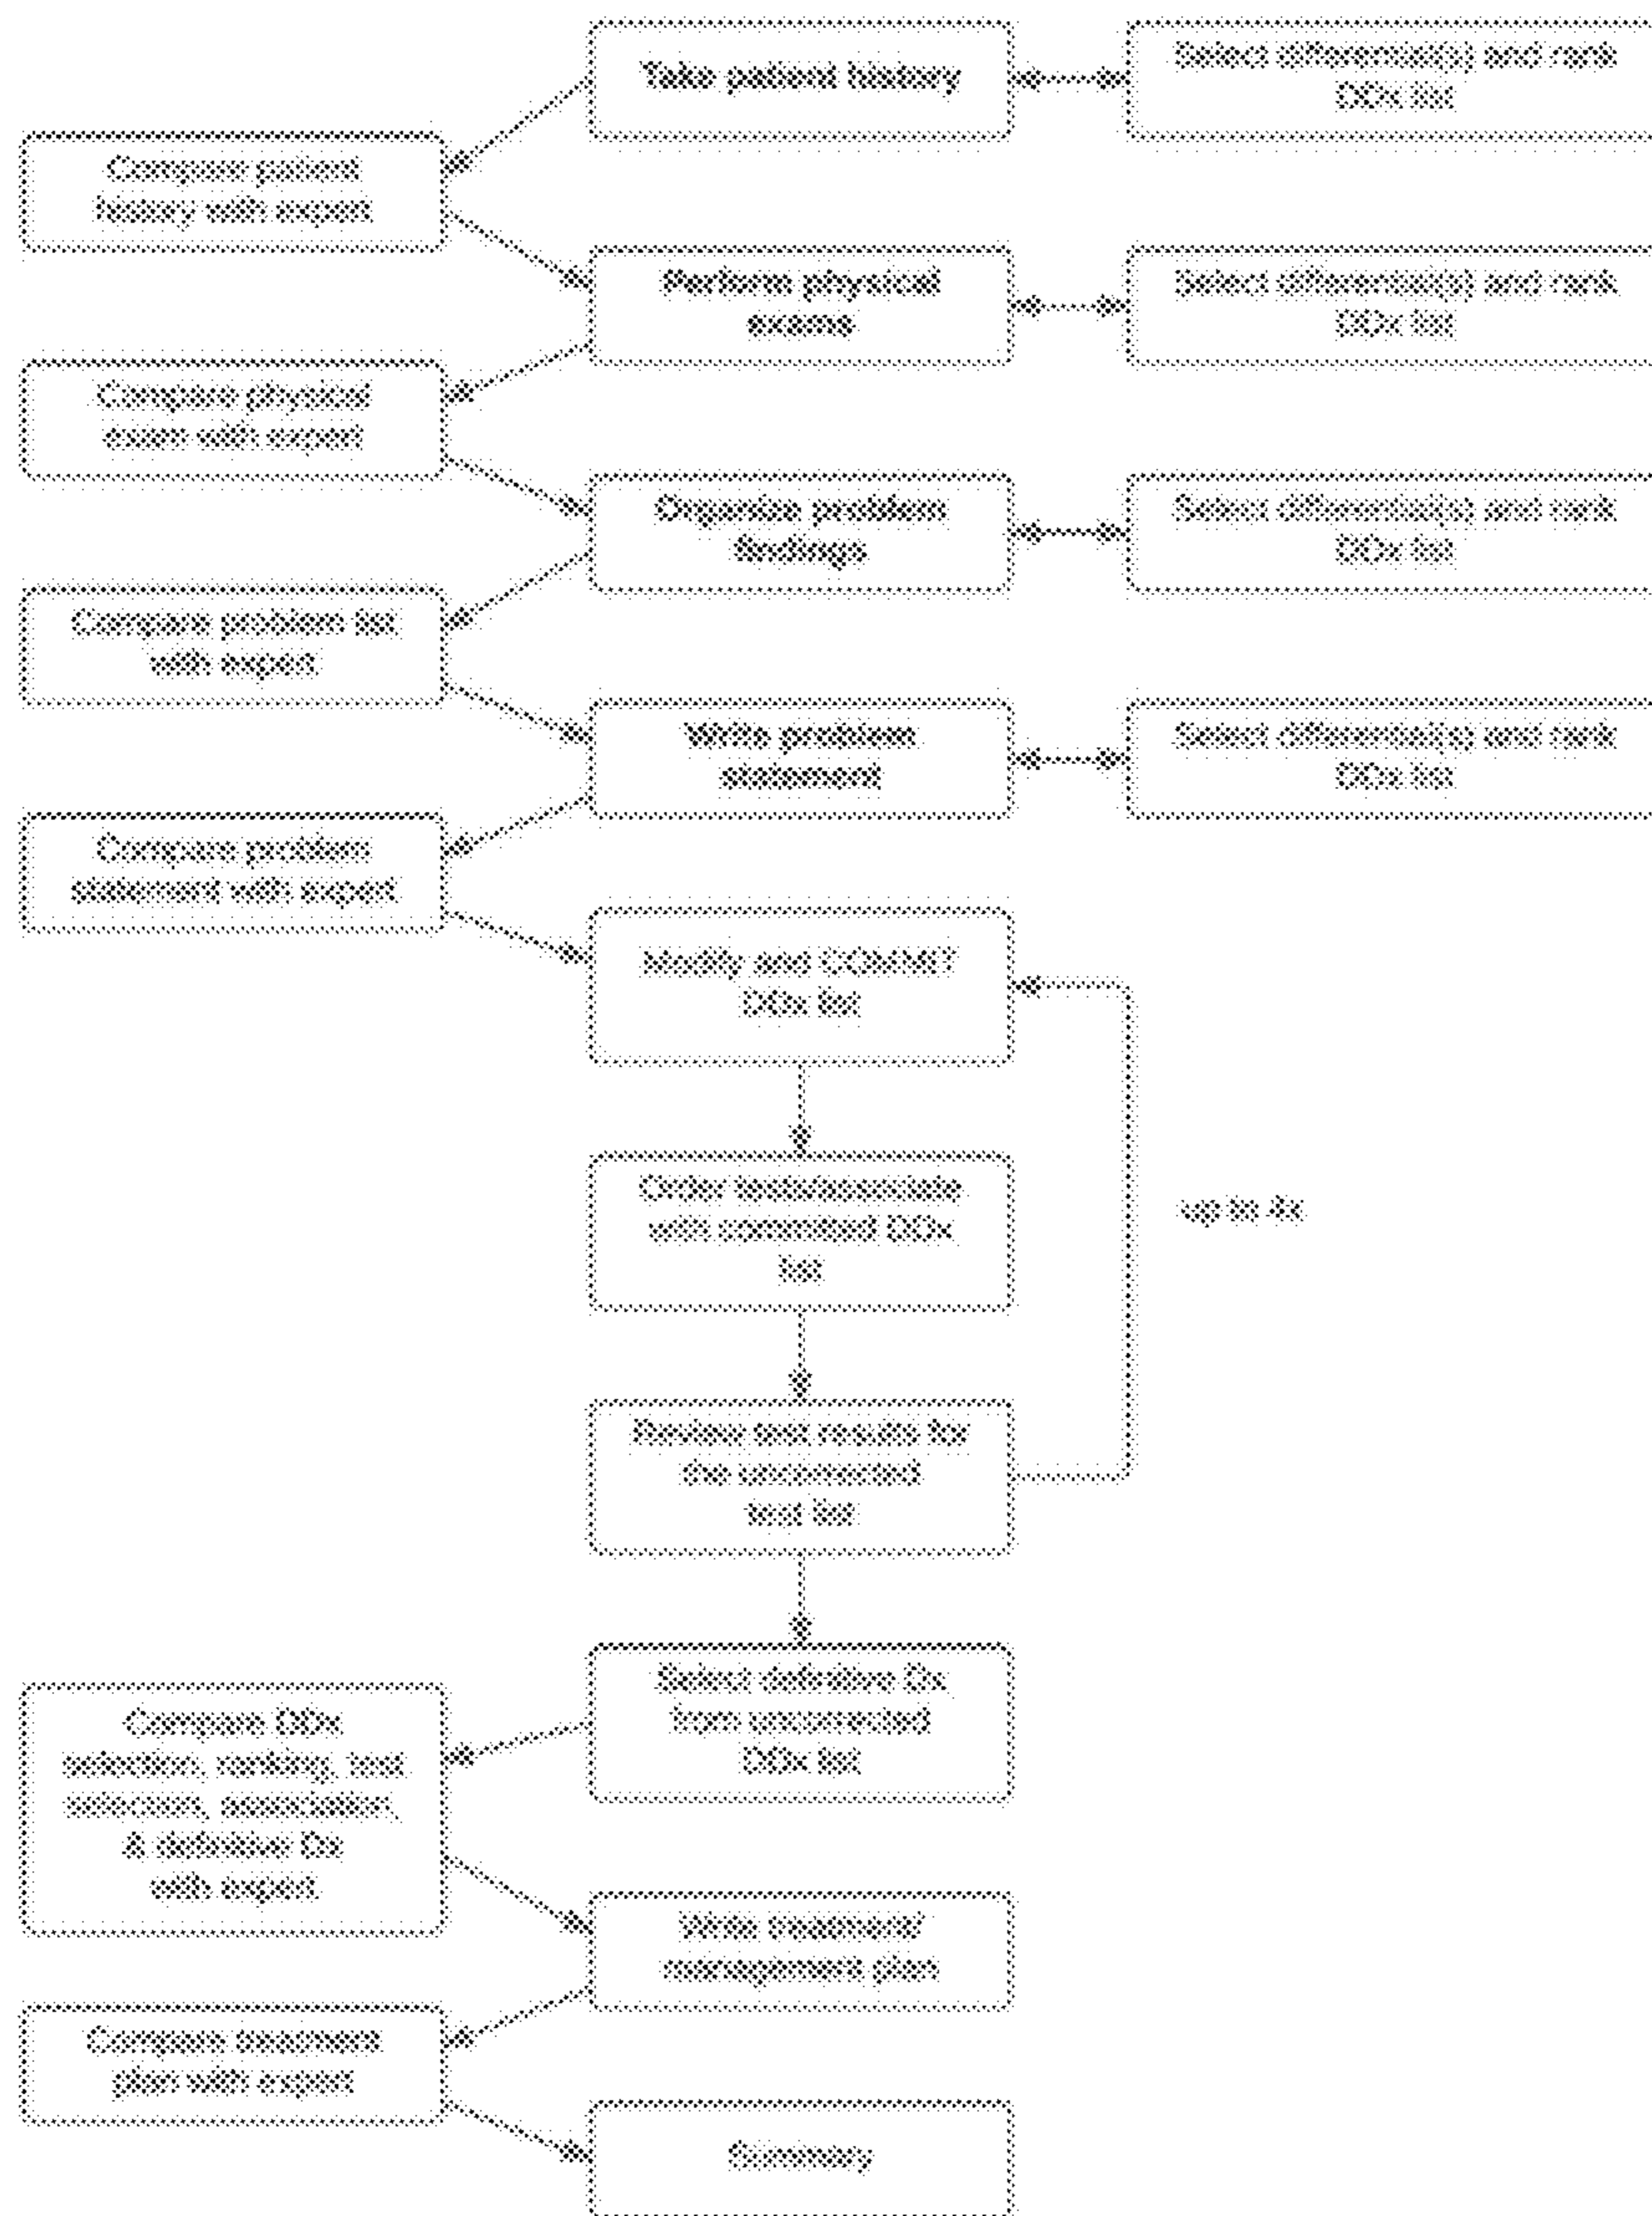 Take patient history
Select differential(s) and rank
DDx list
Compare patient
history with expert
Perform physical
exams
Select differential(s) and rank
DDx list
Compare physical
exam with expert
Organize problem
findings
Select differential(s) and rank
DDx list
Compare problem list
with expert
Write problem
statement
Select differential(s) and rank
DDx list
Compare problem
statement with expert
Modify and COMMIT
DDx list
Order tests/associate
with committed DDx
list
up to 4x
Review test results for
the
test list
Select definitive Dx
from
DDx list
Compare DDx
selection, ranking, test
selection, association,
& definitive Dx
with expert
Write treatment/
management plan
Compare treatment
plan with expert
Summary